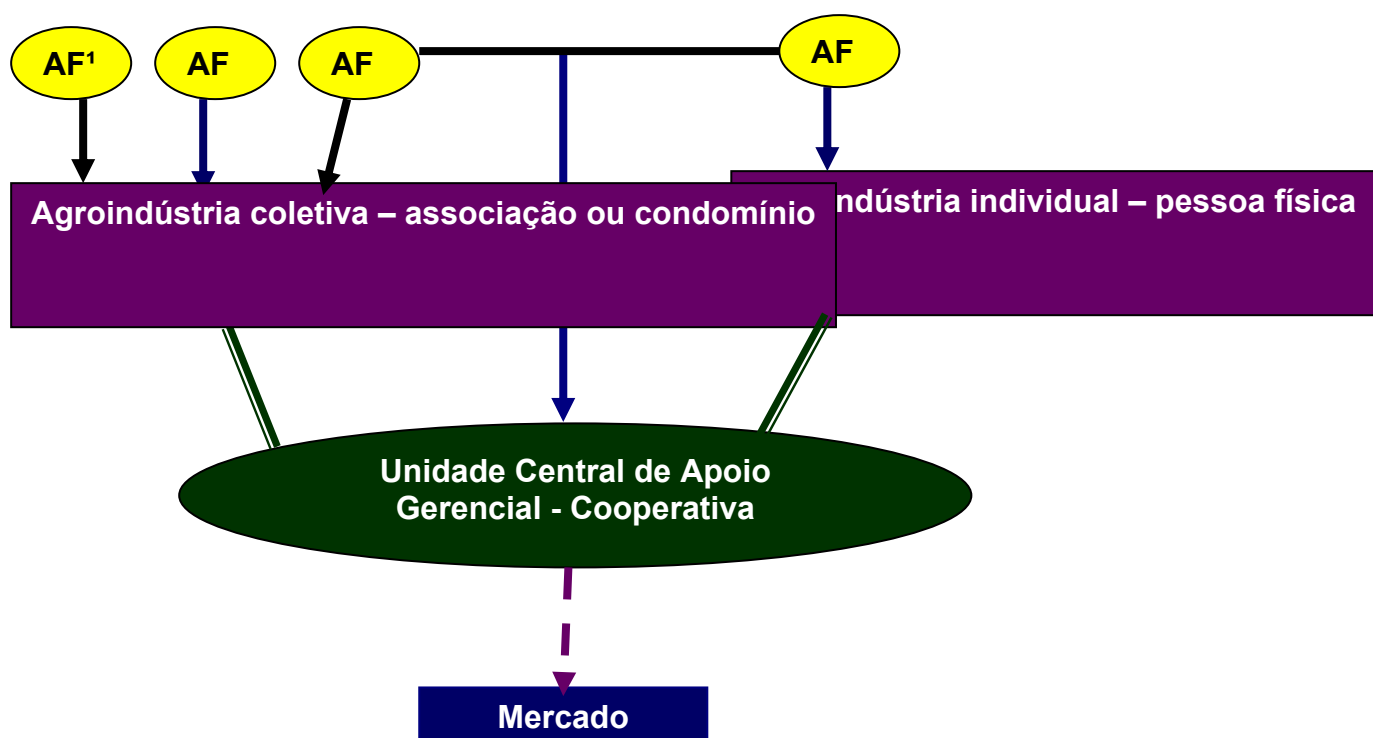 AF¹
AF
AF
AF
Agroindústria coletiva – associação ou condomínio
ndústria individual – pessoa física
Unidade Central de Apoio
Gerencial - Cooperativa
Mercado